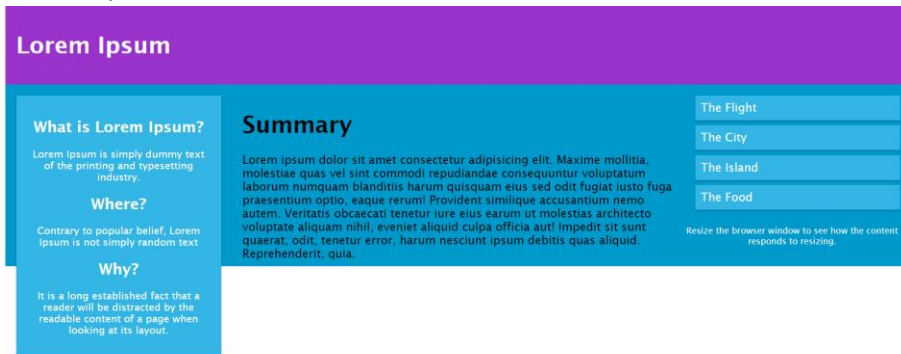 Lorem Ipsum
What is Lorem Ipsum?
Lorem Ipsum is simply dummy text
of the printing and typesetting
industry.
Where?
Contrary to popular belief, Lorem
Ipsum is not simply random text
Why?
It is a long established fact that a
reader will be distracted by the
readable content of a page when
looking at its layout.
Summary
Lorem ipsum dolor sit amet consectetur adipisicing elit. Maxime mollitia,
molestiae quas vel sint commodi repudiandae consequuntur voluptatum
laborum numquam blanditiis harum quisquam eius sed odit fugiat iusto fuga
praesentium optio, eaque rerum! Provident similique accusantium nemo
autem. Veritatis obcaecati tenetur iure eius earum ut molestias architecto
voluptate aliquam nihil, eveniet aliquid culpa officia aut! Impedit sit sunt
quaerat, odit, tenetur error, harum nesciunt ipsum debitis quas aliquid.
Reprehenderit, quia.
The Flight
The City
The Island
The Food
Resize the browser window to see how the content
responds to resizing.